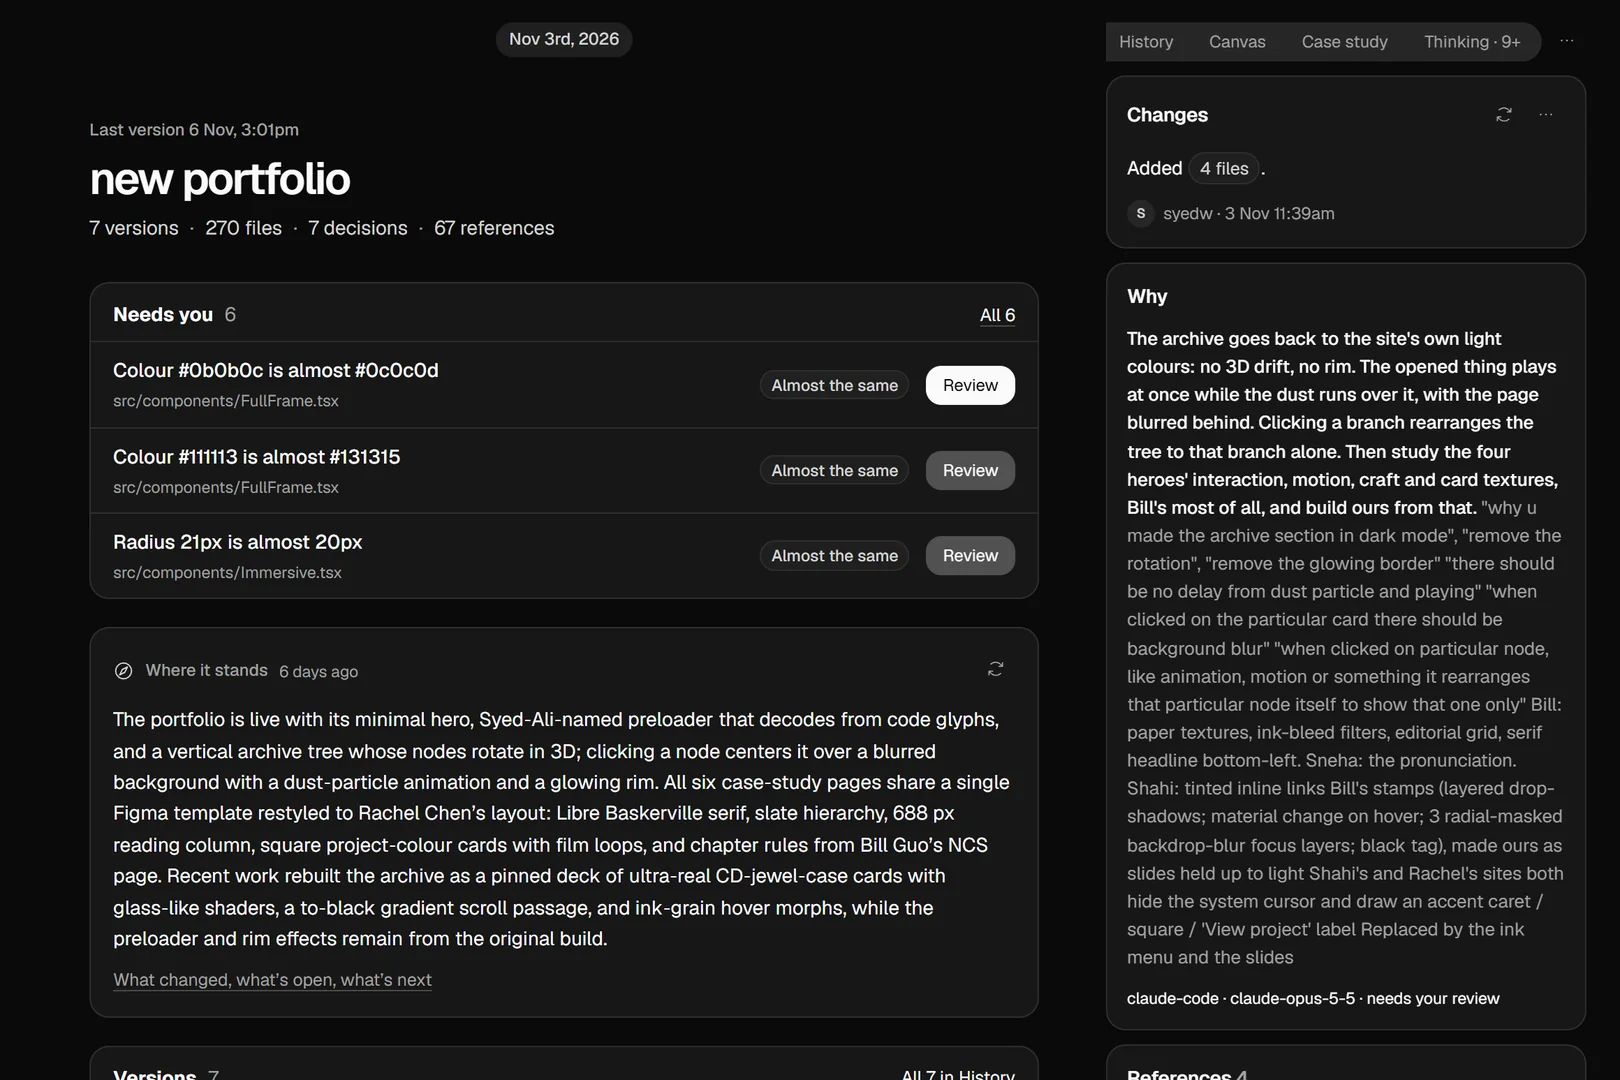 Nov 3rd, 2026
Last version 6 Nov, 3:01pm
new portfolio
7 versions · 270 files · 7 decisions · 67 references
Needs you 6
All 6
Colour #0b0b0c is almost #0c0c0d
src/components/FullFrame.tsx
Almost the same
Review
Colour #111113 is almost #131315
src/components/FullFrame.tsx
Almost the same
Review
Radius 21px is almost 20px
src/components/Immersive.tsx
Almost the same
Review
Where it stands 6 days ago
The portfolio is live with its minimal hero, Syed-Ali-named preloader that decodes from code glyphs,
and a vertical archive tree whose nodes rotate in 3D; clicking a node centers it over a blurred
background with a dust-particle animation and a glowing rim. All six case-study pages share a single
Figma template restyled to Rachel Chen’s layout: Libre Baskerville serif, slate hierarchy, 688 px
reading column, square project-colour cards with film loops, and chapter rules from Bill Guo’s NCS
page. Recent work rebuilt the archive as a pinned deck of ultra-real CD-jewel-case cards with
glass-like shaders, a to-black gradient scroll passage, and ink-grain hover morphs, while the
preloader and rim effects remain from the original build.
What changed, what’s open, what’s next
Versions 7
All 7 in History
History
Canvas
Case study
Thinking · 9+
Changes
Added 4 files .
S
syedw · 3 Nov 11:39am
Why
The archive goes back to the site's own light
colours: no 3D drift, no rim. The opened thing plays
at once while the dust runs over it, with the page
blurred behind. Clicking a branch rearranges the
tree to that branch alone. Then study the four
heroes' interaction, motion, craft and card textures,
Bill's most of all, and build ours from that. "why u
made the archive section in dark mode", "remove the
rotation", "remove the glowing border" "there should
be no delay from dust particle and playing" "when
clicked on the particular card there should be
background blur" "when clicked on particular node,
like animation, motion or something it rearranges
that particular node itself to show that one only" Bill:
paper textures, ink-bleed filters, editorial grid, serif
headline bottom-left. Sneha: the pronunciation.
Shahi: tinted inline links Bill's stamps (layered drop-
shadows; material change on hover; 3 radial-masked
backdrop-blur focus layers; black tag), made ours as
slides held up to light Shahi's and Rachel's sites both
hide the system cursor and draw an accent caret /
square / 'View project' label Replaced by the ink
menu and the slides
claude-code · claude-opus-5-5 · needs your review
References 4